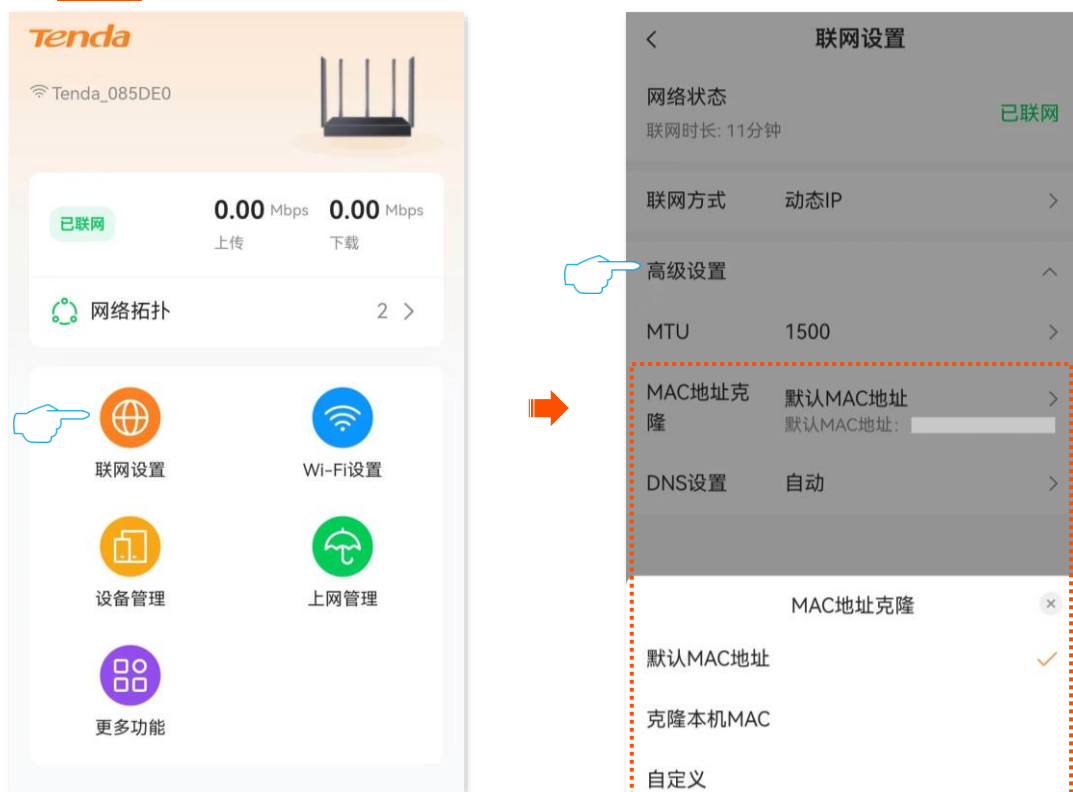 Tenda
Tenda_085DE0
已联网
0.00 Mbps
上传
0.00 Mbps
下载
网络拓扑
2
联网设置
Wi-Fi设置
设备管理
上网管理
更多功能
联网设置
网络状态
联网时长: 11分钟
已联网
联网方式
动态IP
高级设置
MTU
1500
MAC地址克
隆
默认MAC地址
默认MAC地址:
DNS设置
自动
MAC地址克隆
默认MAC地址
克隆本机MAC
自定义